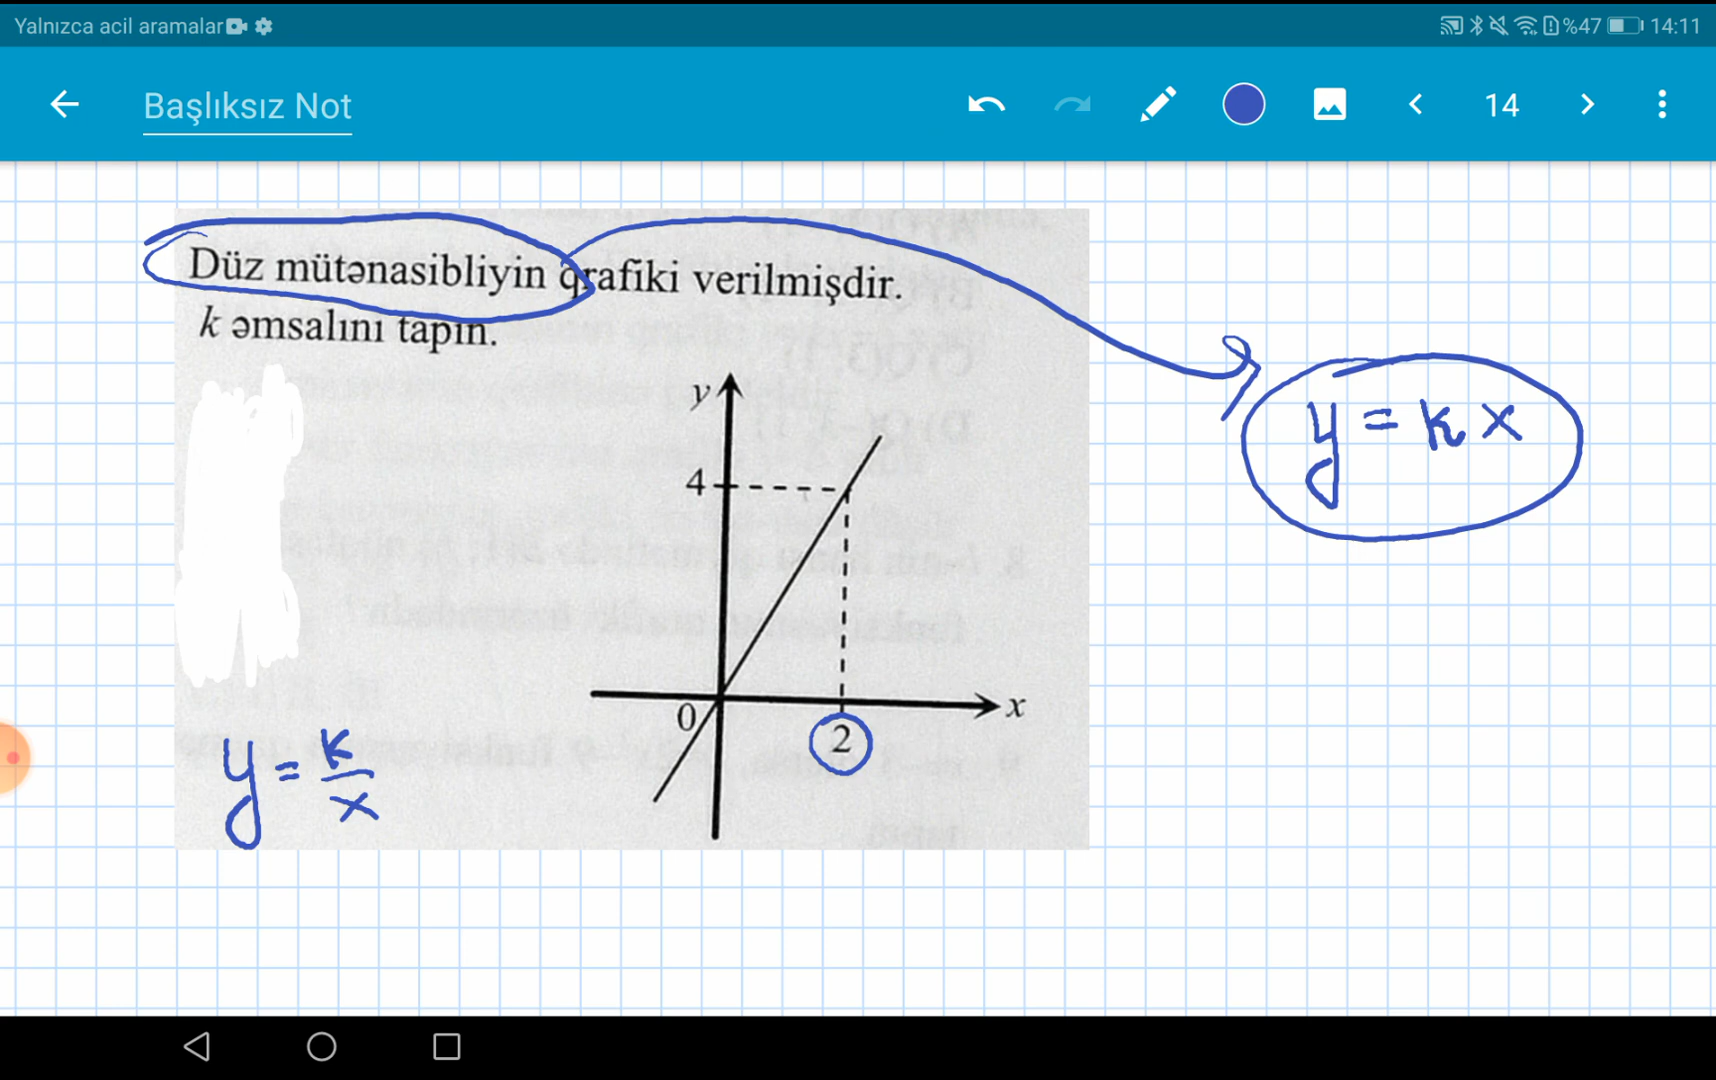 Yalnızca acil aramalar
%47 14:11
Başlıksız Not
14
Düz mütənasibliyin qrafiki verilmişdir.
k əmsalını tapın.
y
4
y = kx
0
2
x
y = k/x